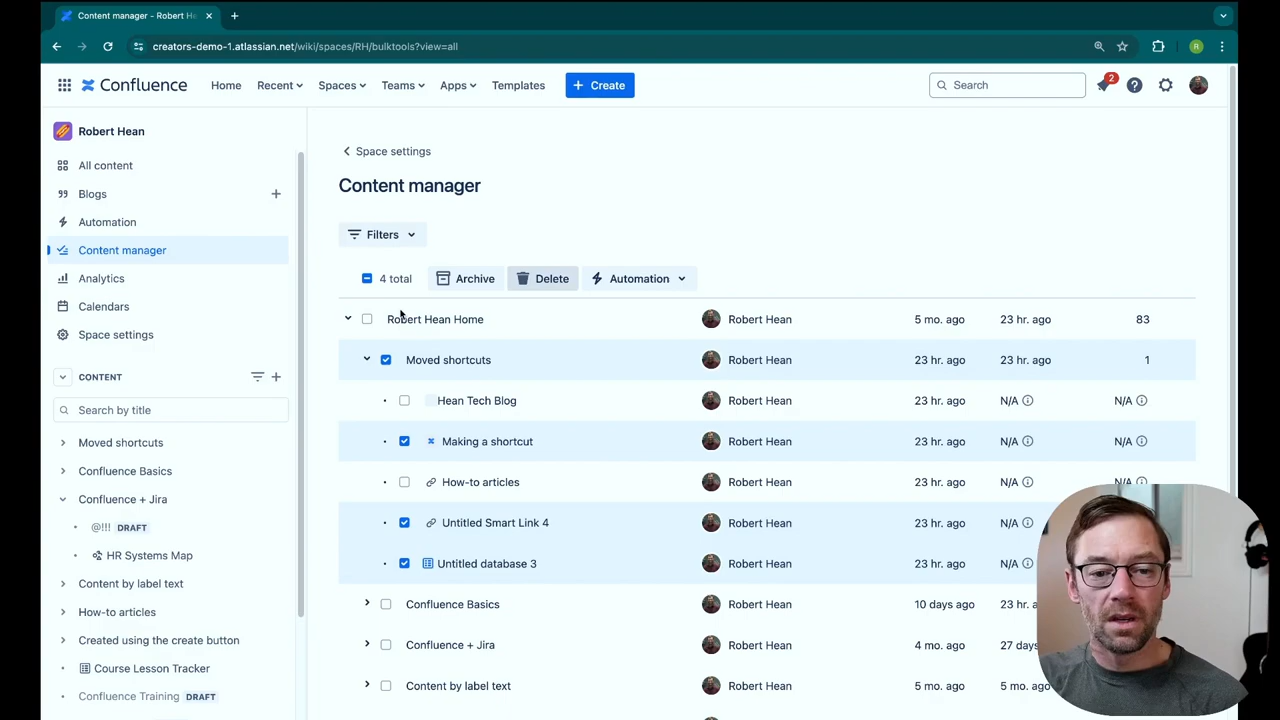 Content manager - Robert He
creators-demo-1.atlassian.net/wiki/spaces/RH/bulktools?view=all
R
Confluence
Home
Recent
Spaces
Teams
Apps
Templates
+ Create
Search
2
Robert Hean
All content
Blogs
Automation
Content manager
Analytics
Calendars
Space settings
CONTENT
Search by title
Moved shortcuts
Confluence Basics
Confluence + Jira
@!!! DRAFT
HR Systems Map
Content by label text
How-to articles
Created using the create button
Course Lesson Tracker
Confluence Training DRAFT
Space settings
Content manager
Filters
4 total Archive Delete Automation
Robert Hean Home Robert Hean 5 mo. ago 23 hr. ago 83
Moved shortcuts Robert Hean 23 hr. ago 23 hr. ago 1
Hean Tech Blog Robert Hean 23 hr. ago N/A N/A
Making a shortcut Robert Hean 23 hr. ago N/A N/A
How-to articles Robert Hean 23 hr. ago N/A N/A
Untitled Smart Link 4 Robert Hean 23 hr. ago N/A
Untitled database 3 Robert Hean 23 hr. ago N/A
Confluence Basics Robert Hean 10 days ago 23 hr.
Confluence + Jira Robert Hean 4 mo. ago 27 days
Content by label text Robert Hean 5 mo. ago 5 mo.